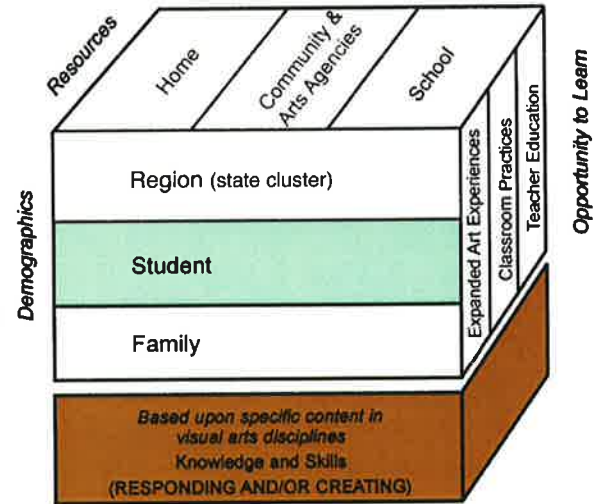 Resources
Home
Community &
Arts Agencies
School
Demographics
Region (state cluster)
Student
Family
Expanded Art Experiences
Classroom Practices
Teacher Education
Opportunity to Learn
Based upon specific content in
visual arts disciplines
Knowledge and Skills
(RESPONDING AND/OR CREATING)